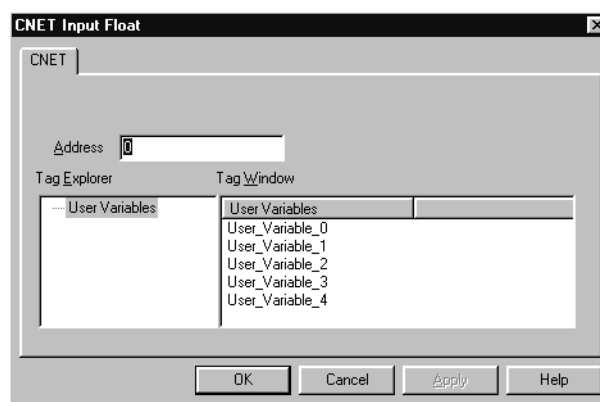 CNET Input Float
CNET
Address 0
Tag Explorer Tag Window
User Variables User Variables
User_Variable_0
User_Variable_1
User_Variable_2
User_Variable_3
User_Variable_4
OK Cancel Apply Help